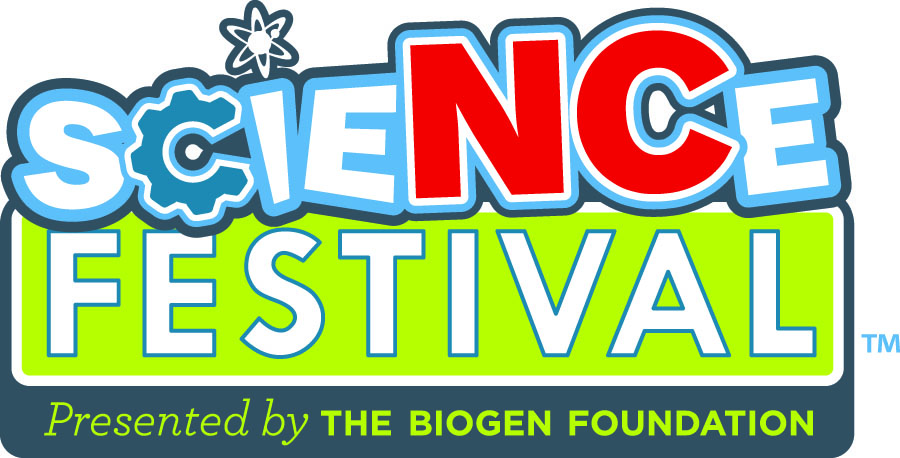 SCIENCE
FESTIVAL
TM
Presented by THE BIOGEN FOUNDATION